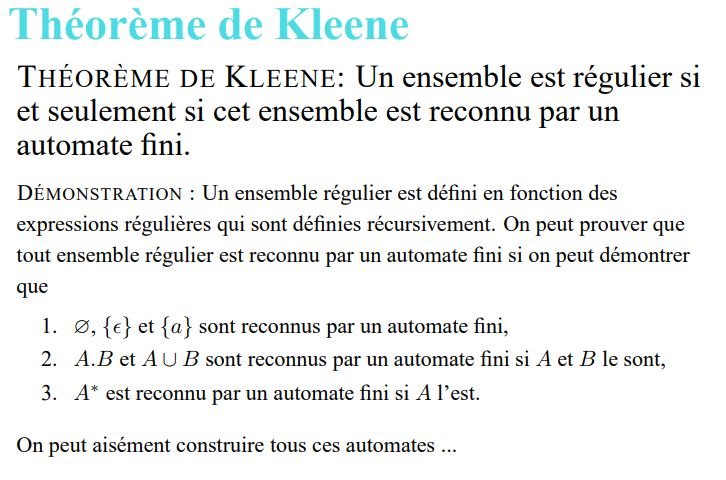 Théorème de Kleene
THÉORÈME DE KLEENE: Un ensemble est régulier si
et seulement si cet ensemble est reconnu par un
automate fini.
DÉMONSTRATION : Un ensemble régulier est défini en fonction des
expressions régulières qui sont définies récursivement. On peut prouver que
tout ensemble régulier est reconnu par un automate fini si on peut démontrer
que
1. ∅, {ϵ} et {a} sont reconnus par un automate fini,
2. A.B et A ∪ B sont reconnus par un automate fini si A et B le sont,
3. A* est reconnu par un automate fini si A l'est.
On peut aisément construire tous ces automates ...